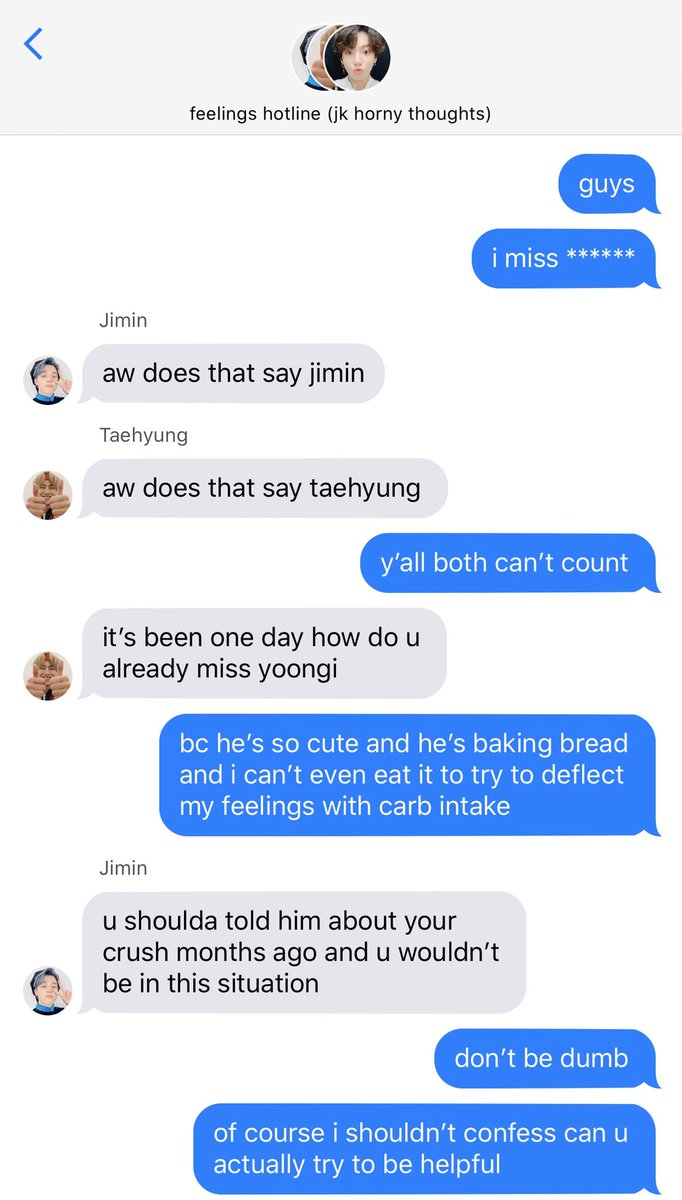 feelings hotline (jk horny thoughts)
guys
i miss ******
Jimin
aw does that say jimin
Taehyung
aw does that say taehyung
y’all both can’t count
it’s been one day how do u
already miss yoongi
bc he’s so cute and he’s baking bread
and i can’t even eat it to try to deflect
my feelings with carb intake
Jimin
u shoulda told him about your
crush months ago and u wouldn’t
be in this situation
don’t be dumb
of course i shouldn’t confess can u
actually try to be helpful